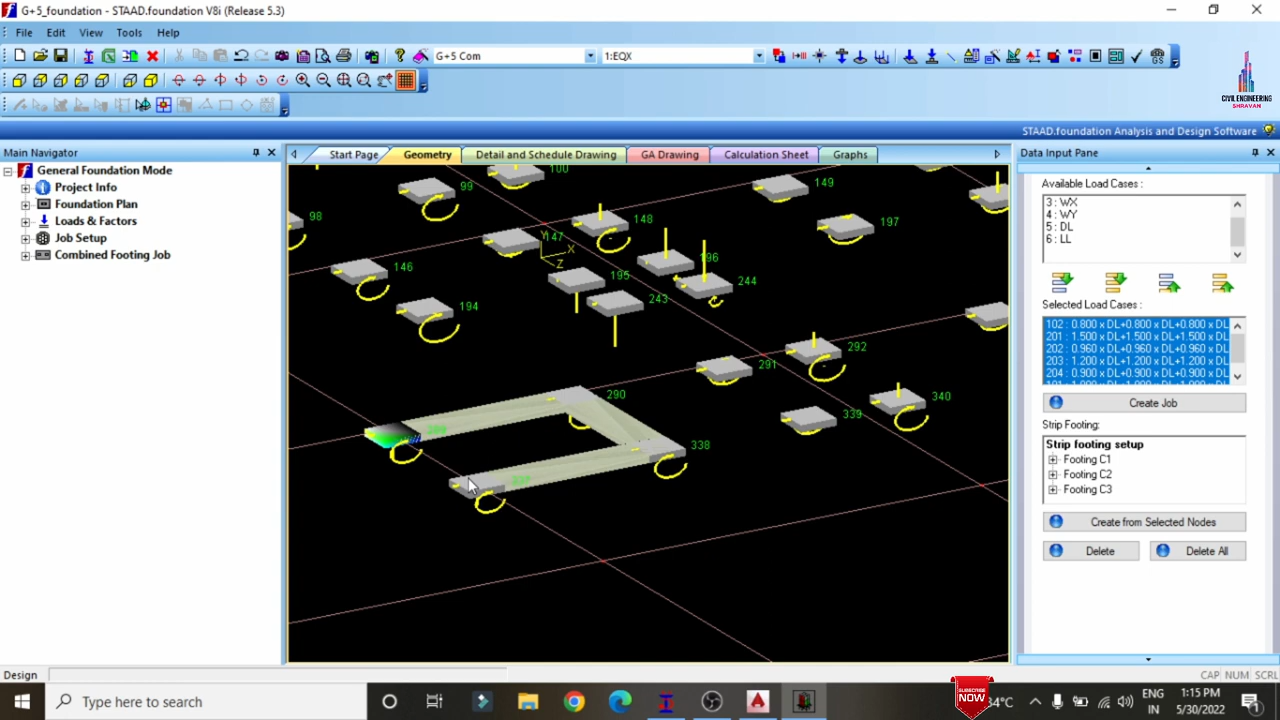 G+5_foundation - STAAD.foundation V8i (Release 5.3)
File Edit View Tools Help
G+5 Com
1:EQX
CIVIL ENGINEERING
SHRAVAN
STAAD.foundation Analysis and Design Software
Main Navigator
General Foundation Mode
Project Info
Foundation Plan
Loads & Factors
Job Setup
Combined Footing Job
Start Page Geometry Detail and Schedule Drawing GA Drawing Calculation Sheet Graphs
100
99
149
98
148
197
147
Y
X
Z
146
196
195
244
243
194
292
291
290
340
339
338
Data Input Pane
Available Load Cases :
3 : WX
4 : WY
5 : DL
6 : LL
Selected Load Cases :
102 : 0.800 x DL+0.800 x DL+0.800 x DL
201 : 1.500 x DL+1.500 x DL+1.500 x DL
202 : 0.960 x DL+0.960 x DL+0.960 x DL
203 : 1.200 x DL+1.200 x DL+1.200 x DL
204 : 0.900 x DL+0.900 x DL+0.900 x DL
Create Job
Strip Footing:
Strip footing setup
Footing C1
Footing C2
Footing C3
Create from Selected Nodes
Delete Delete All
Design
CAP NUM SCRL
Type here to search
SUBSCRIBE
NOW
34°C
ENG
IN
1:15 PM
5/30/2022